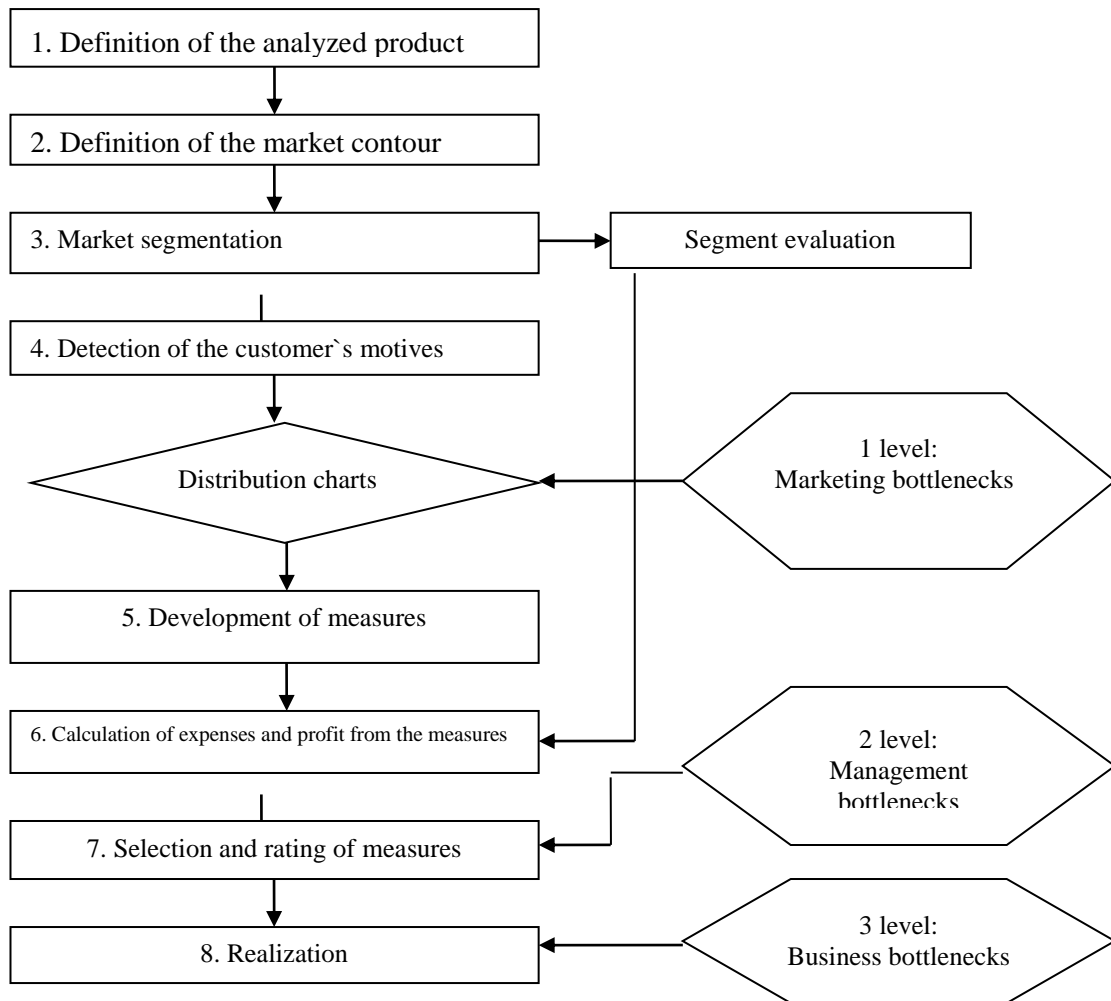 1. Definition of the analyzed product
2. Definition of the market contour
3. Market segmentation
Segment evaluation
4. Detection of the customer`s motives
Distribution charts
1 level:
Marketing bottlenecks
5. Development of measures
6. Calculation of expenses and profit from the measures
2 level:
Management
bottlenecks
7. Selection and rating of measures
8. Realization
3 level:
Business bottlenecks